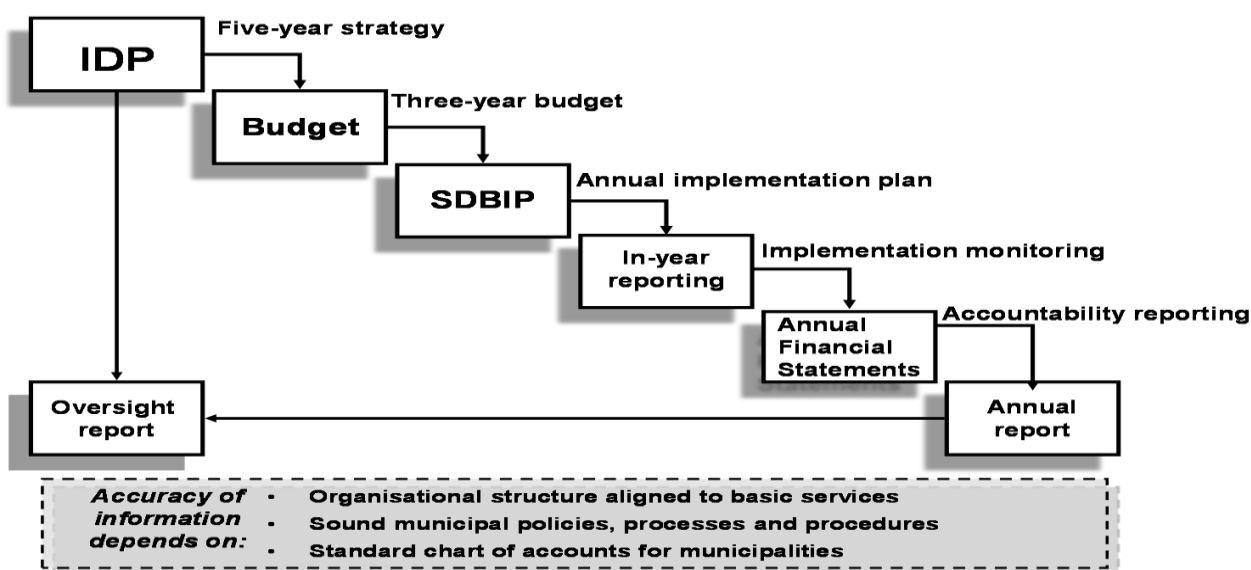 IDP
Five-year strategy
Budget
Three-year budget
SDBIP
Annual implementation plan
In-year
reporting
Implementation monitoring
Annual
Financial
Statements
Accountability reporting
Oversight
report
Annual
report
Accuracy of
information
depends on:
• Organisational structure aligned to basic services
• Sound municipal policies, processes and procedures
• Standard chart of accounts for municipalities